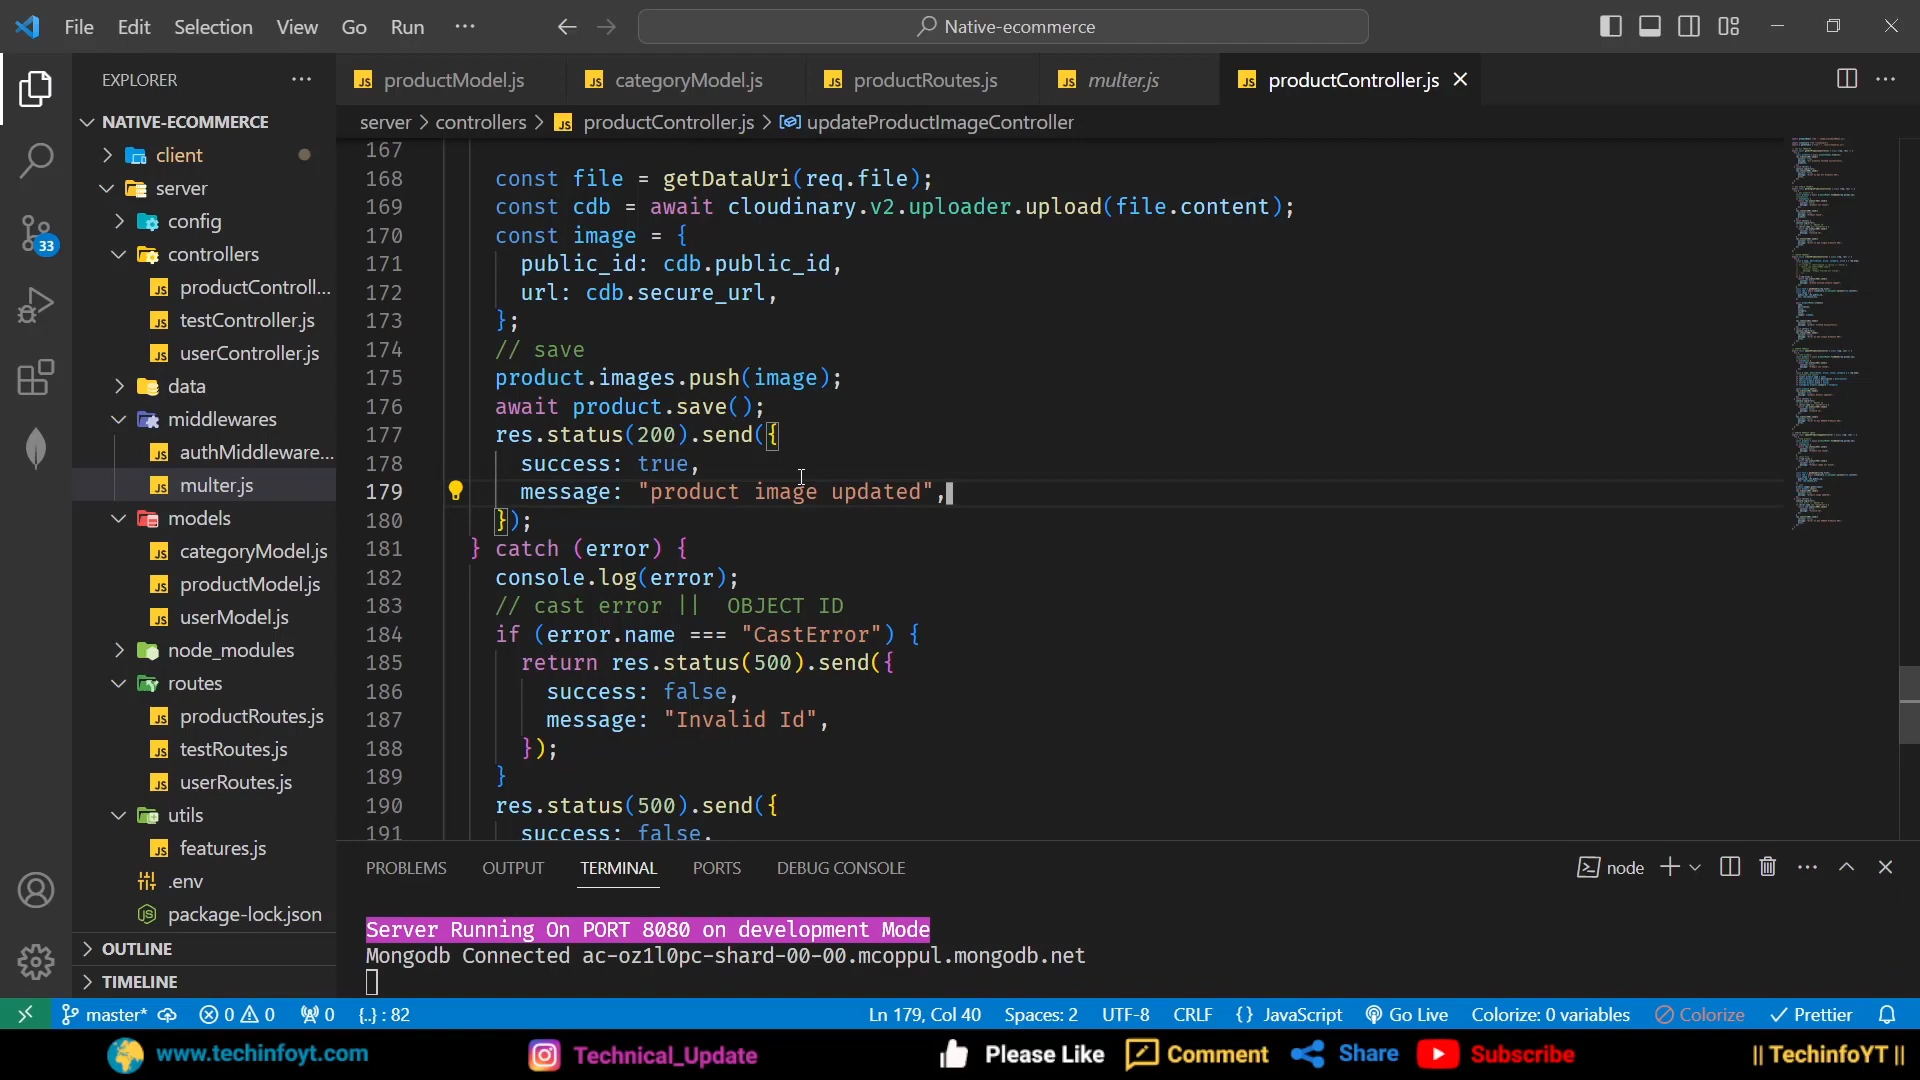 File Edit Selection View Go Run ···
Native-ecommerce
EXPLORER ···
NATIVE-ECOMMERCE
client
server
config
controllers
productControll...
testController.js
userController.js
data
middlewares
authMiddleware...
multer.js
models
categoryModel.js
productModel.js
userModel.js
node_modules
routes
productRoutes.js
testRoutes.js
userRoutes.js
utils
features.js
.env
package-lock.json
OUTLINE
TIMELINE
33
productModel.js categoryModel.js productRoutes.js multer.js productController.js
server > controllers > productController.js > updateProductImageController
167
168 const file = getDataUri(req.file);
169 const cdb = await cloudinary.v2.uploader.upload(file.content);
170 const image = {
171 public_id: cdb.public_id,
172 url: cdb.secure_url,
173 };
174 // save
175 product.images.push(image);
176 await product.save();
177 res.status(200).send({
178 success: true,
179 message: "product image updated",
180 });
181 } catch (error) {
182 console.log(error);
183 // cast error || OBJECT ID
184 if (error.name === "CastError") {
185 return res.status(500).send({
186 success: false,
187 message: "Invalid Id",
188 });
189 }
190 res.status(500).send({
191 success: false,
PROBLEMS OUTPUT TERMINAL PORTS DEBUG CONSOLE
node
Server Running On PORT 8080 on development Mode
Mongodb Connected ac-oz1l0pc-shard-00-00.mcoppul.mongodb.net
master* 0 0 0 {..} : 82 Ln 179, Col 40 Spaces: 2 UTF-8 CRLF {} JavaScript Go Live Colorize: 0 variables Colorize Prettier
www.techinfoyt.com Technical_Update Please Like Comment Share Subscribe || TechinfoYT ||